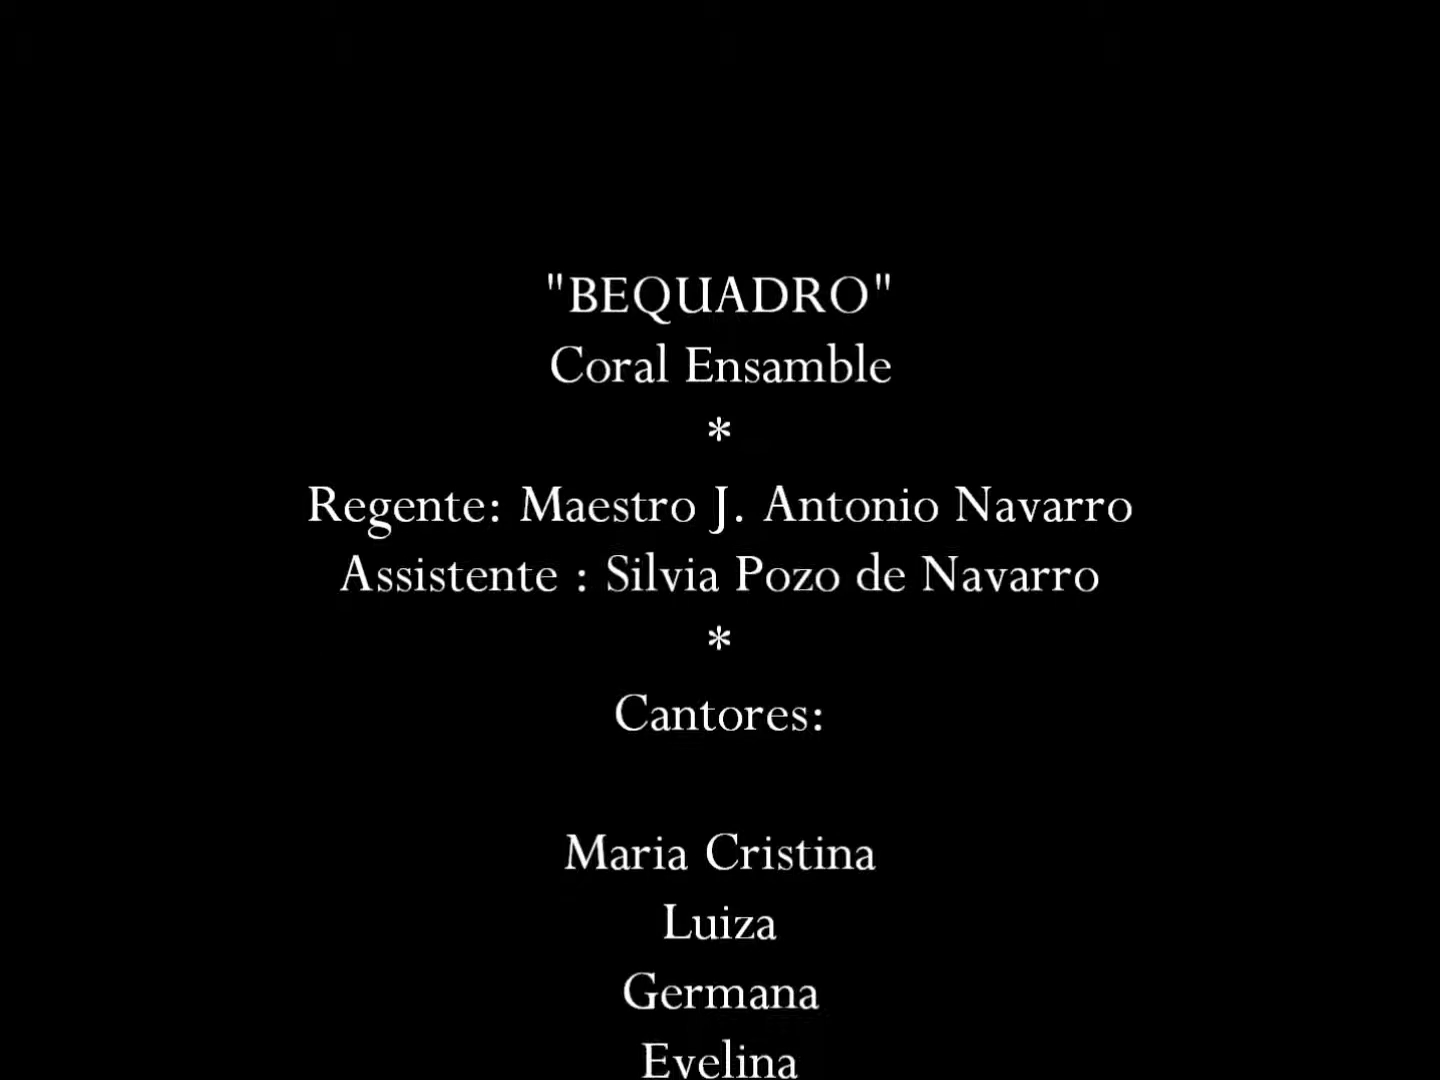 "BEQUADRO"
Coral Ensamble
*
Regente: Maestro J. Antonio Navarro
Assistente : Silvia Pozo de Navarro
*
Cantores:
Maria Cristina
Luiza
Germana
Evelina